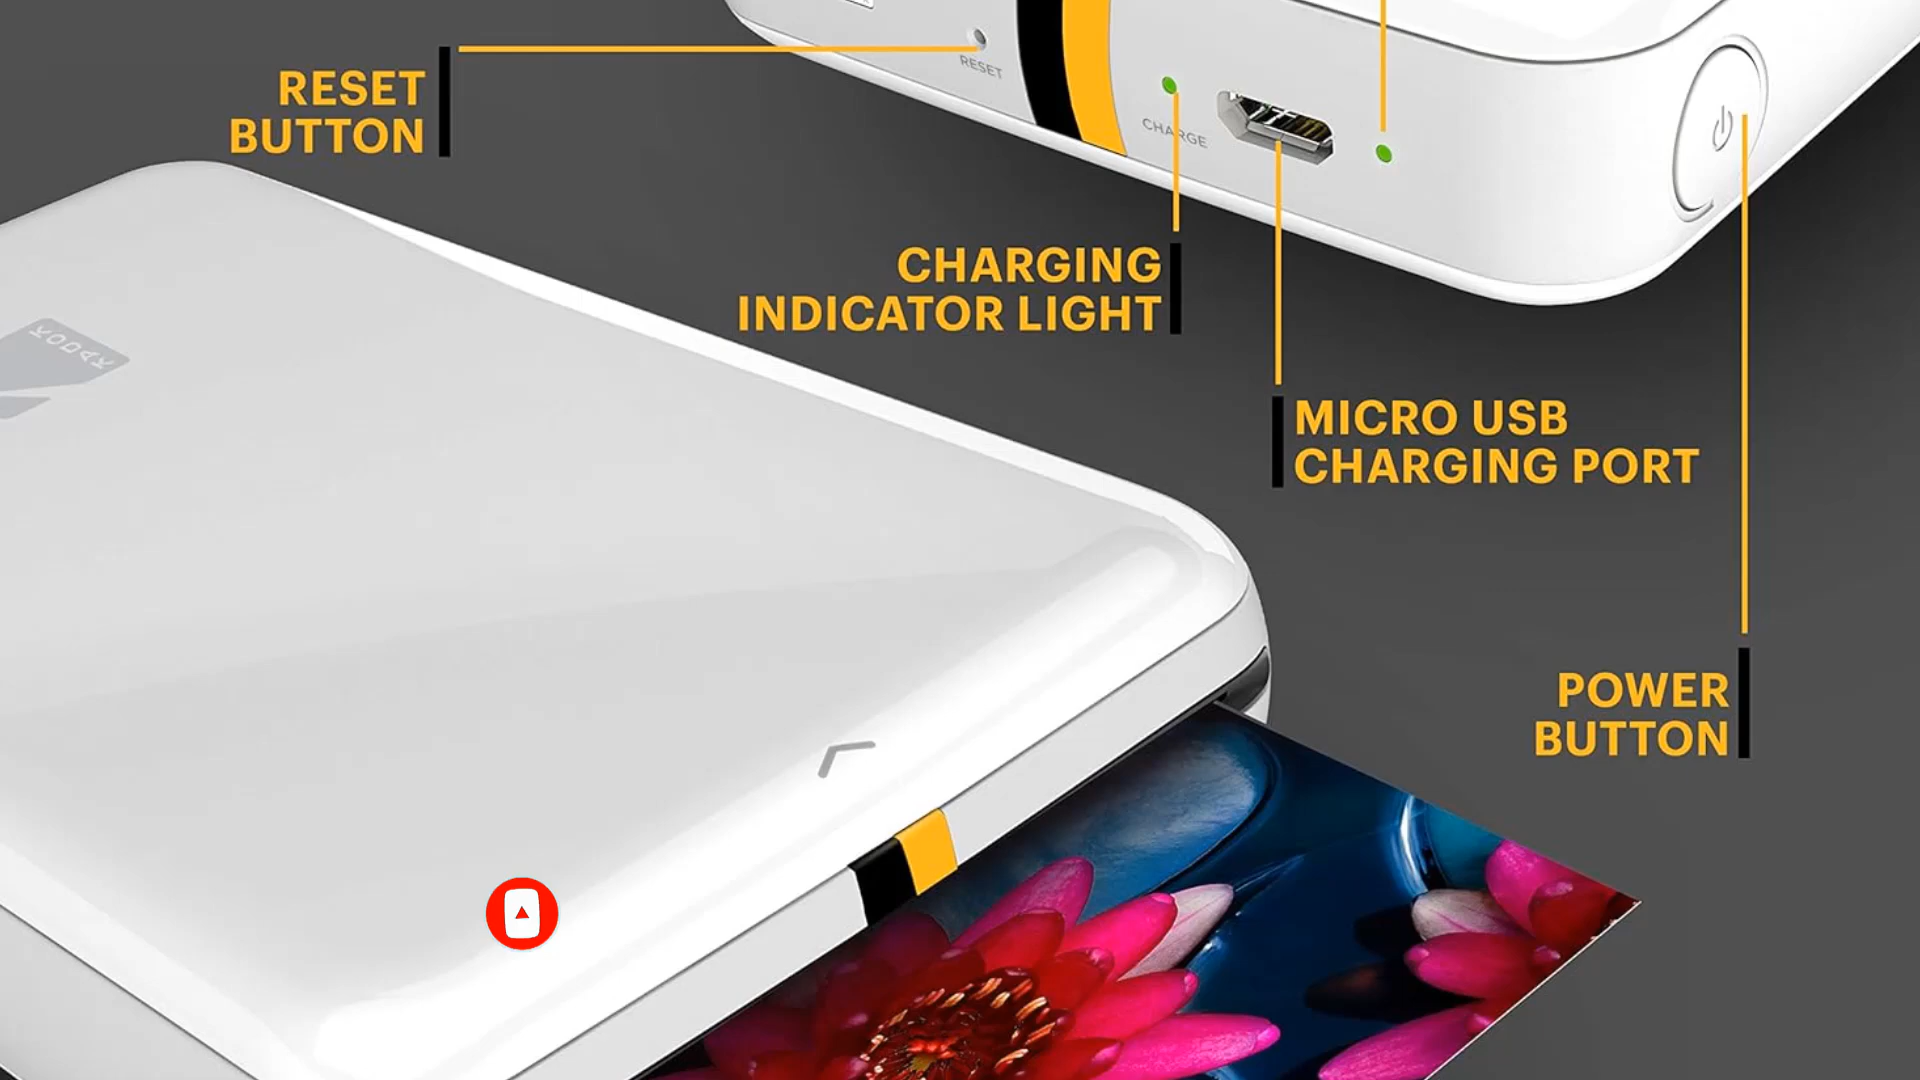 RESET
RESET
BUTTON
CHARGE
CHARGING
INDICATOR LIGHT
KODAK
MICRO USB
CHARGING PORT
POWER
BUTTON